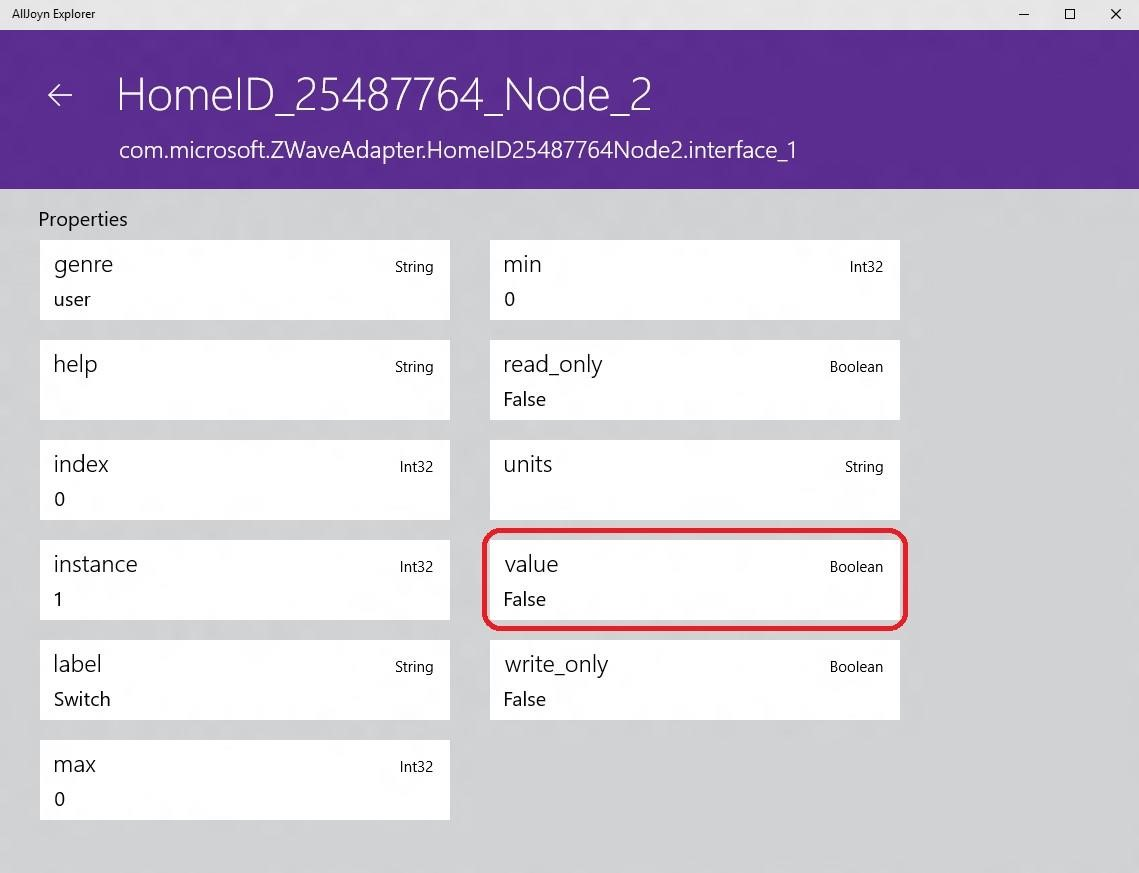 AllJoyn Explorer
HomeID_25487764_Node_2
com.microsoft.ZWaveAdapter.HomeID25487764Node2.interface_1
Properties
genre String
user
help String
index Int32
0
instance Int32
1
label String
Switch
max Int32
0
min Int32
0
read_only Boolean
False
units String
value Boolean
False
write_only Boolean
False